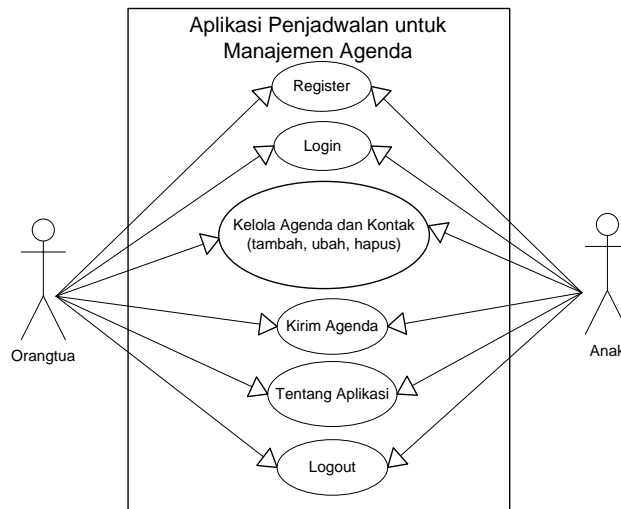 Aplikasi Penjadwalan untuk
Manajemen Agenda
Register
Login
Kelola Agenda dan Kontak
(tambah, ubah, hapus)
Kirim Agenda
Orangtua
Anak
Tentang Aplikasi
Logout